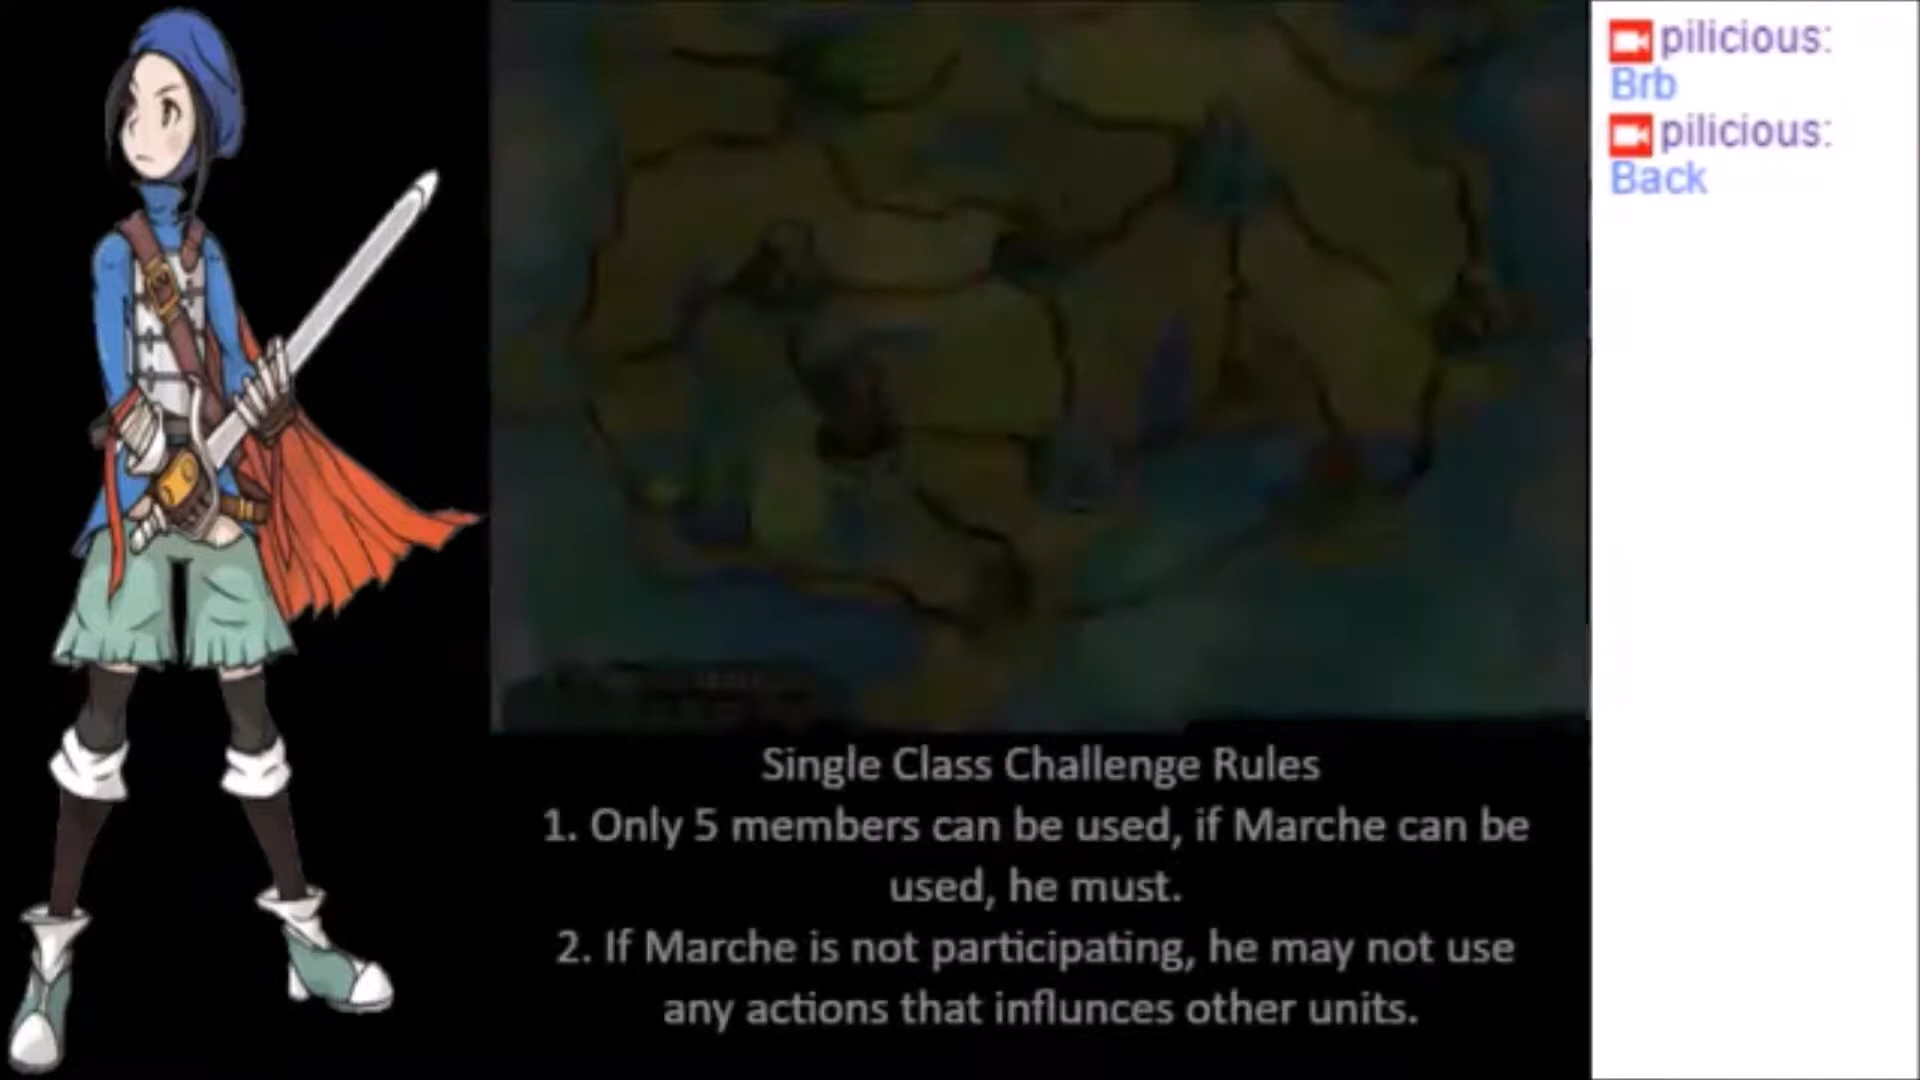 pilicious:
Brb
pilicious:
Back
Single Class Challenge Rules
1. Only 5 members can be used, if Marche can be
used, he must.
2. If Marche is not participating, he may not use
any actions that influnces other units.